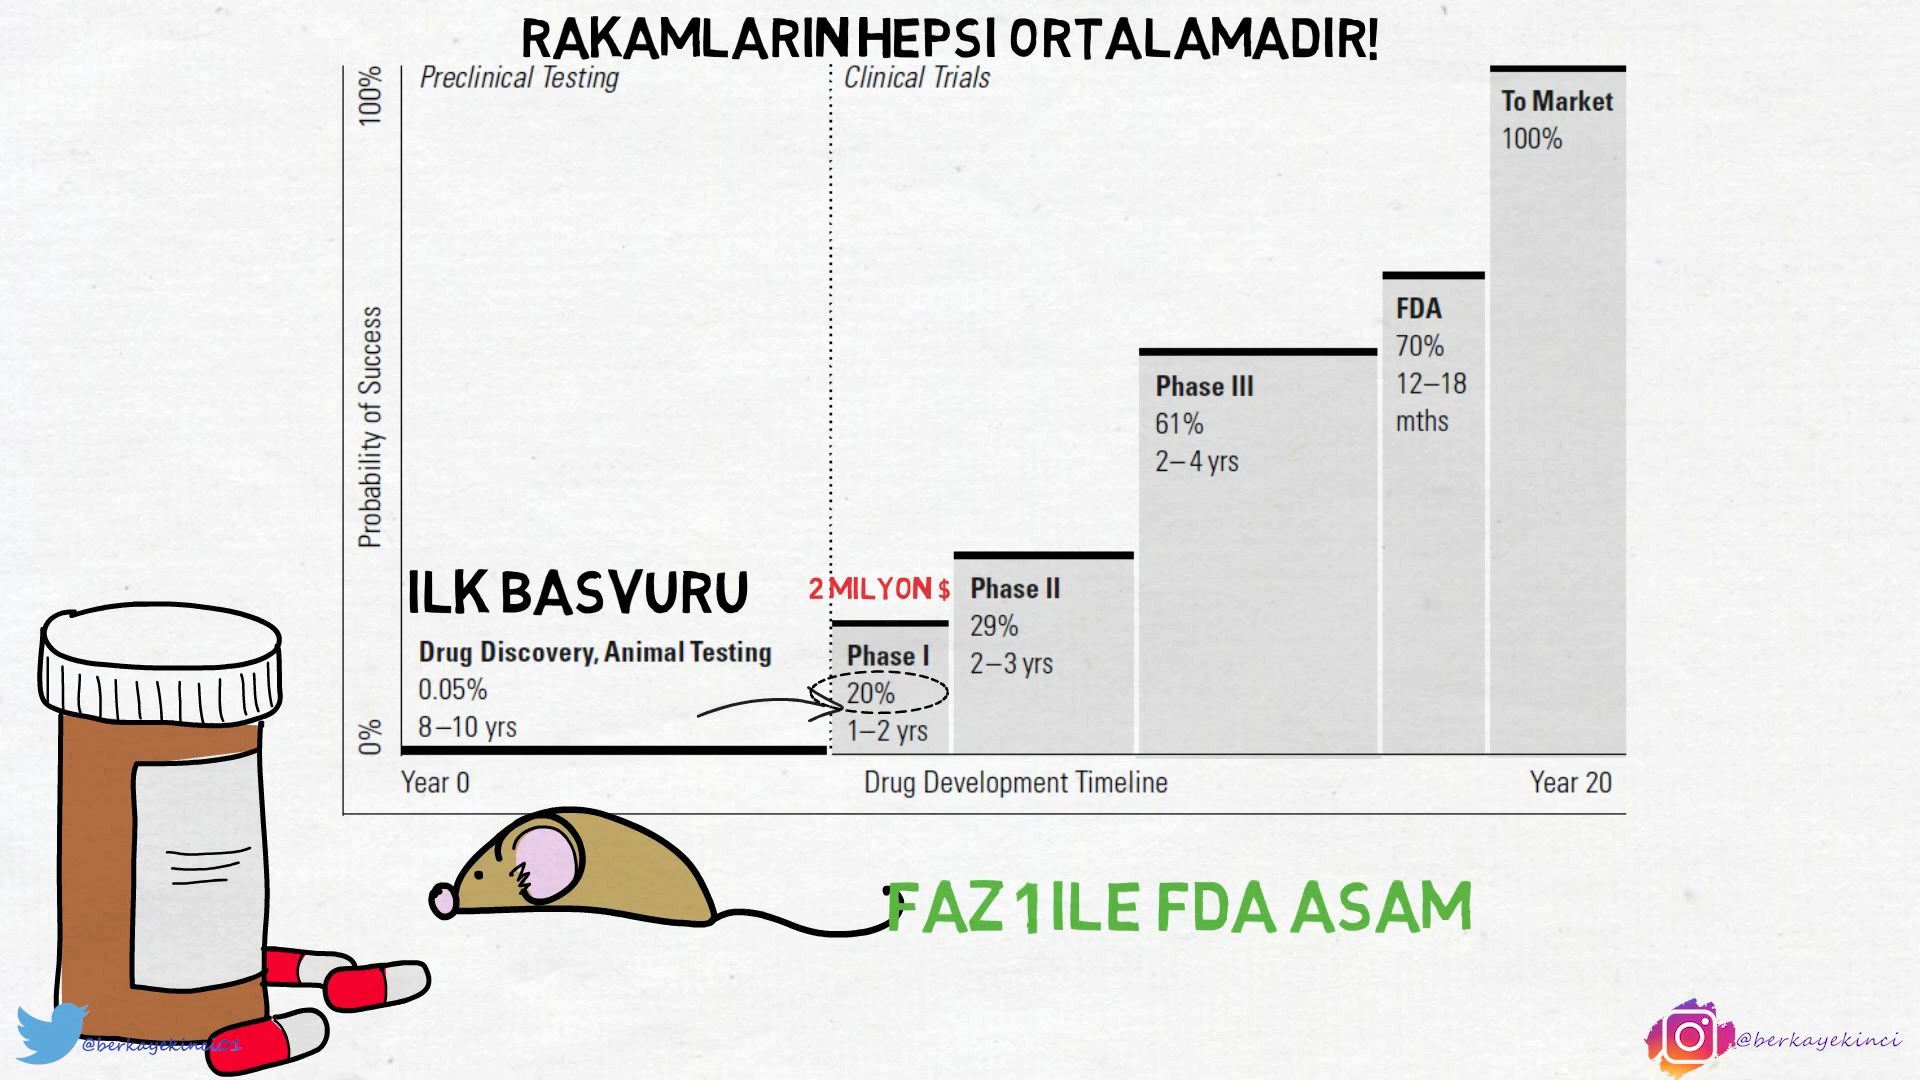 RAKAMLARIN HEPSI ORTALAMADIR!
Preclinical Testing
Clinical Trials
100%
Probability of Success
0%
To Market
100%
FDA
70%
12–18
mths
Phase III
61%
2–4 yrs
2 MILYON $
Phase II
29%
2–3 yrs
ILK BASVURU
Drug Discovery, Animal Testing
0.05%
8–10 yrs
Phase I
20%
1–2 yrs
Year 0
Drug Development Timeline
Year 20
FAZ 1 ILE FDA ASAM
@berkayekinci01
@berkayekinci